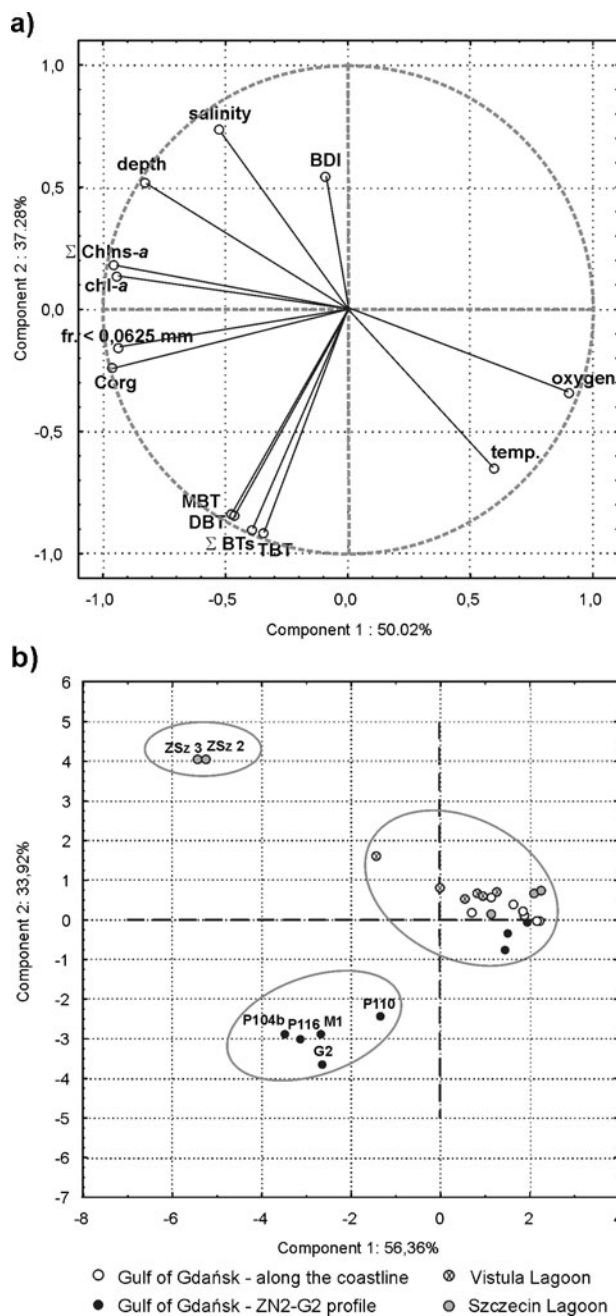 a)
1,0
0,5
0,0
-0,5
-1,0
Component 2 : 37.28%
salinity
BDI
depth
Σ Chlns-a
chl-a
fr. < 0,0625 mm
Corg
oxygen
temp.
MBT
DBT
Σ BTs
TBT
-1,0 -0,5 0,0 0,5 1,0
Component 1 : 50.02%
b)
6
5
4
3
2
1
0
-1
-2
-3
-4
-5
-6
-7
Component 2: 33,92%
ZSz 3 ZSz 2
P110
P104b P116 M1
G2
-8 -6 -4 -2 0 2 4
Component 1: 56,36%
Gulf of Gdańsk - along the coastline Vistula Lagoon
Gulf of Gdańsk - ZN2-G2 profile Szczecin Lagoon